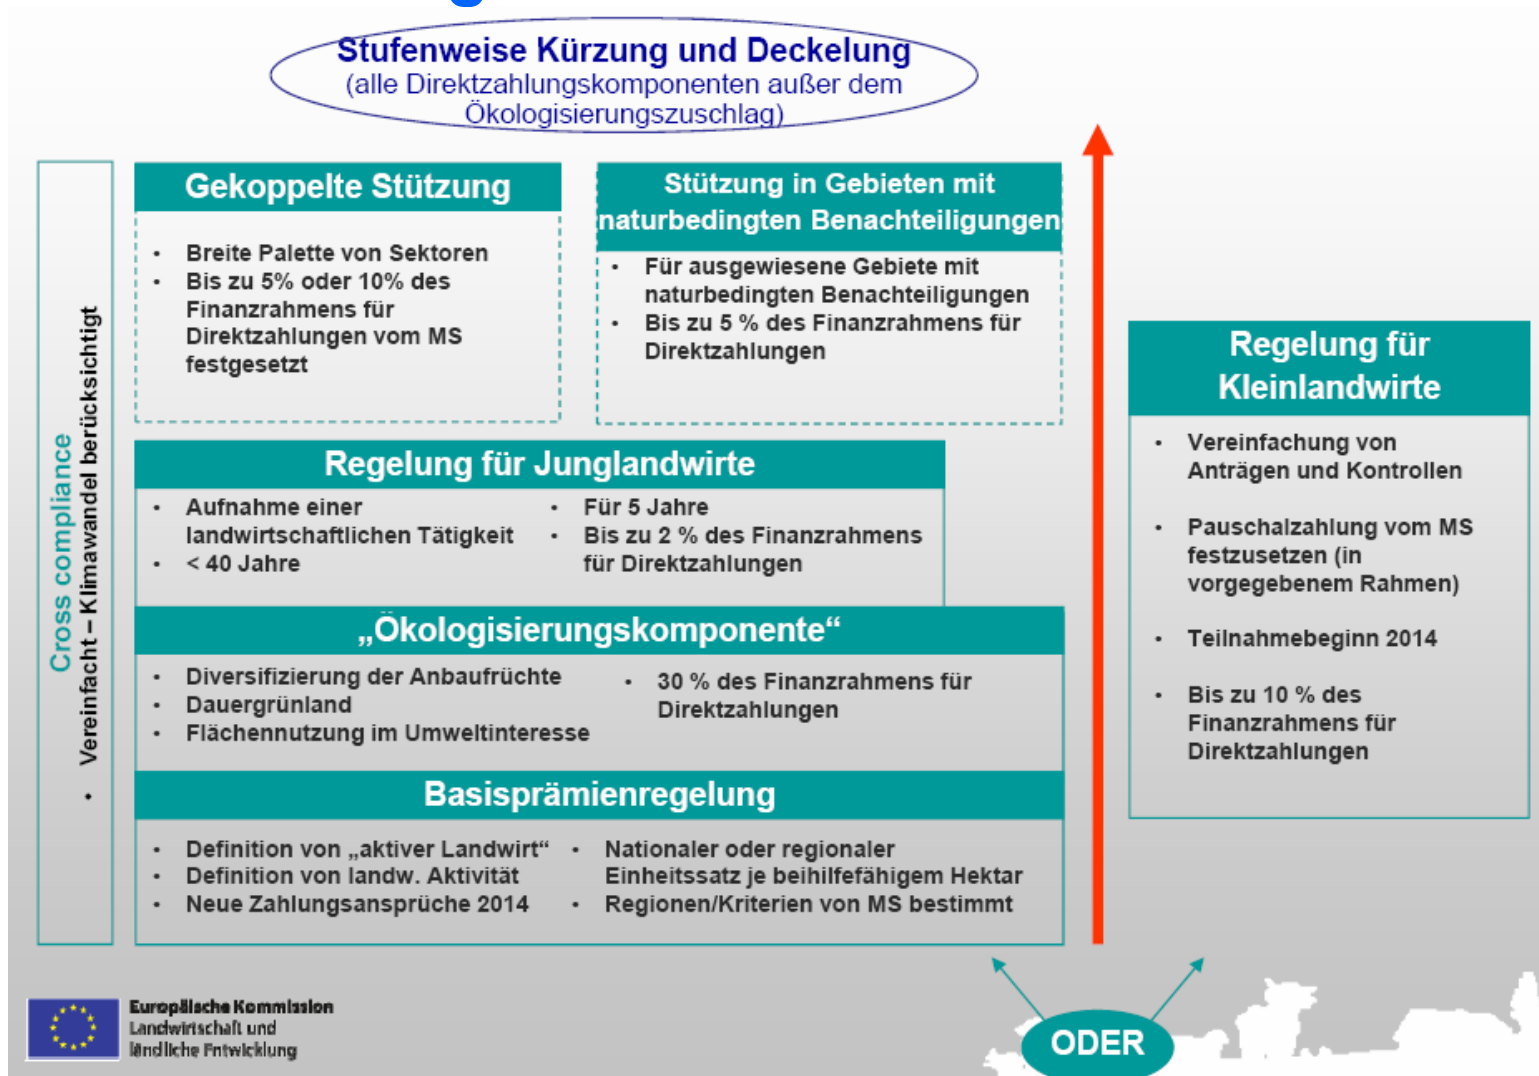 Stufenweise Kürzung und Deckelung
(alle Direktzahlungskomponenten außer dem
Ökologisierungszuschlag)
Cross compliance
• Vereinfacht – Klimawandel berücksichtigt
Gekoppelte Stützung
• Breite Palette von Sektoren
• Bis zu 5% oder 10% des
Finanzrahmens für
Direktzahlungen vom MS
festgesetzt
Stützung in Gebieten mit
naturbedingten Benachteiligungen
• Für ausgewiesene Gebiete mit
naturbedingten Benachteiligungen
• Bis zu 5 % des Finanzrahmens für
Direktzahlungen
Regelung für Junglandwirte
• Aufnahme einer
landwirtschaftlichen Tätigkeit
• < 40 Jahre
• Für 5 Jahre
• Bis zu 2 % des Finanzrahmens
für Direktzahlungen
„Ökologisierungskomponente“
• Diversifizierung der Anbaufrüchte
• Dauergrünland
• Flächennutzung im Umweltinteresse
• 30 % des Finanzrahmens für
Direktzahlungen
Basisprämienregelung
• Definition von „aktiver Landwirt“
• Definition von landw. Aktivität
• Neue Zahlungsansprüche 2014
• Nationaler oder regionaler
Einheitssatz je beihilfefähigem Hektar
• Regionen/Kriterien von MS bestimmt
Regelung für
Kleinlandwirte
• Vereinfachung von
Anträgen und Kontrollen
• Pauschalzahlung vom MS
festzusetzen (in
vorgegebenem Rahmen)
• Teilnahmebeginn 2014
• Bis zu 10 % des
Finanzrahmens für
Direktzahlungen
ODER
Europäische Kommission
Landwirtschaft und
ländliche Entwicklung